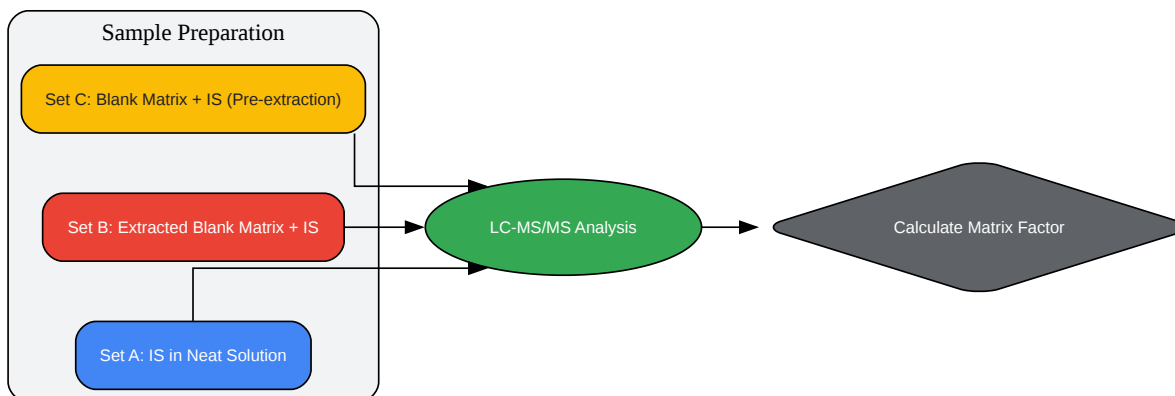 Sample Preparation
Set C: Blank Matrix + IS (Pre-extraction)
Set B: Extracted Blank Matrix + IS
LC-MS/MS Analysis
Calculate Matrix Factor
Set A: IS in Neat Solution